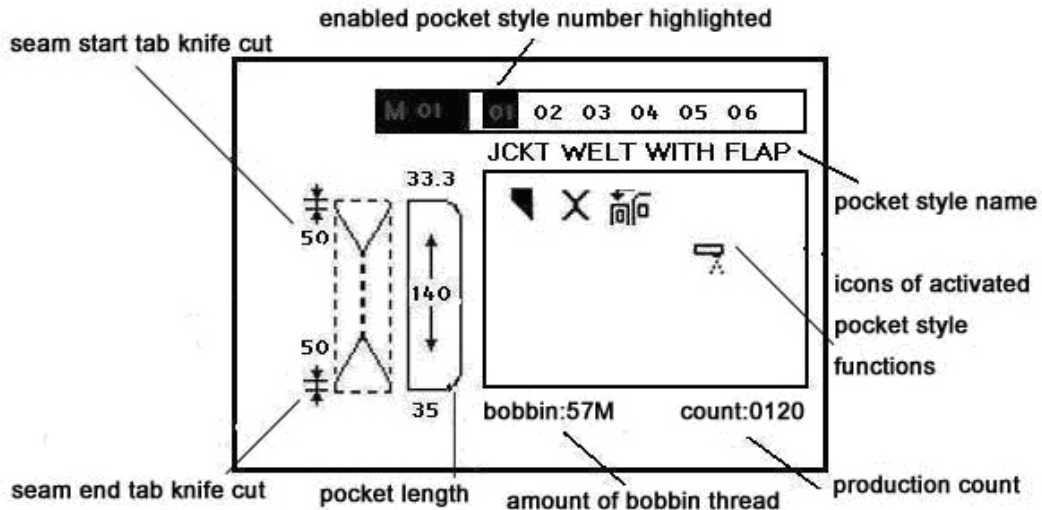 enabled pocket style number highlighted
seam start tab knife cut
M 01 01 02 03 04 05 06
JCKT WELT WITH FLAP
33.3
pocket style name
50
140
icons of activated
pocket style
functions
50
35
bobbin:57M count:0120
seam end tab knife cut
pocket length
amount of bobbin thread
production count